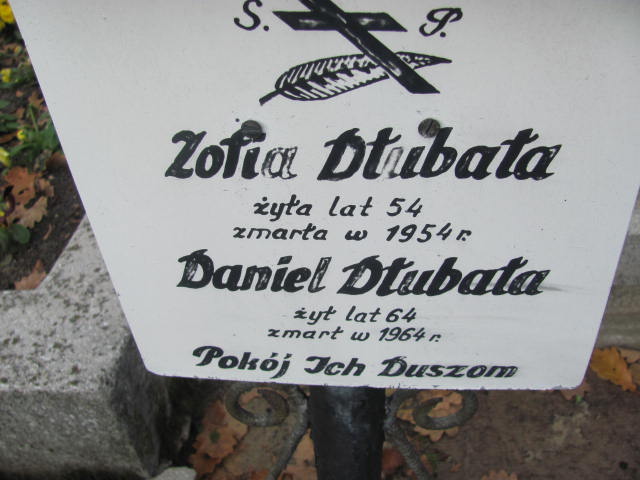 Ś. P.
Zofia Dłubała
żyła lat 54
zmarła w 1954 r.
Daniel Dłubała
żył lat 64
zmarł w 1964 r.
Pokój Ich Duszom